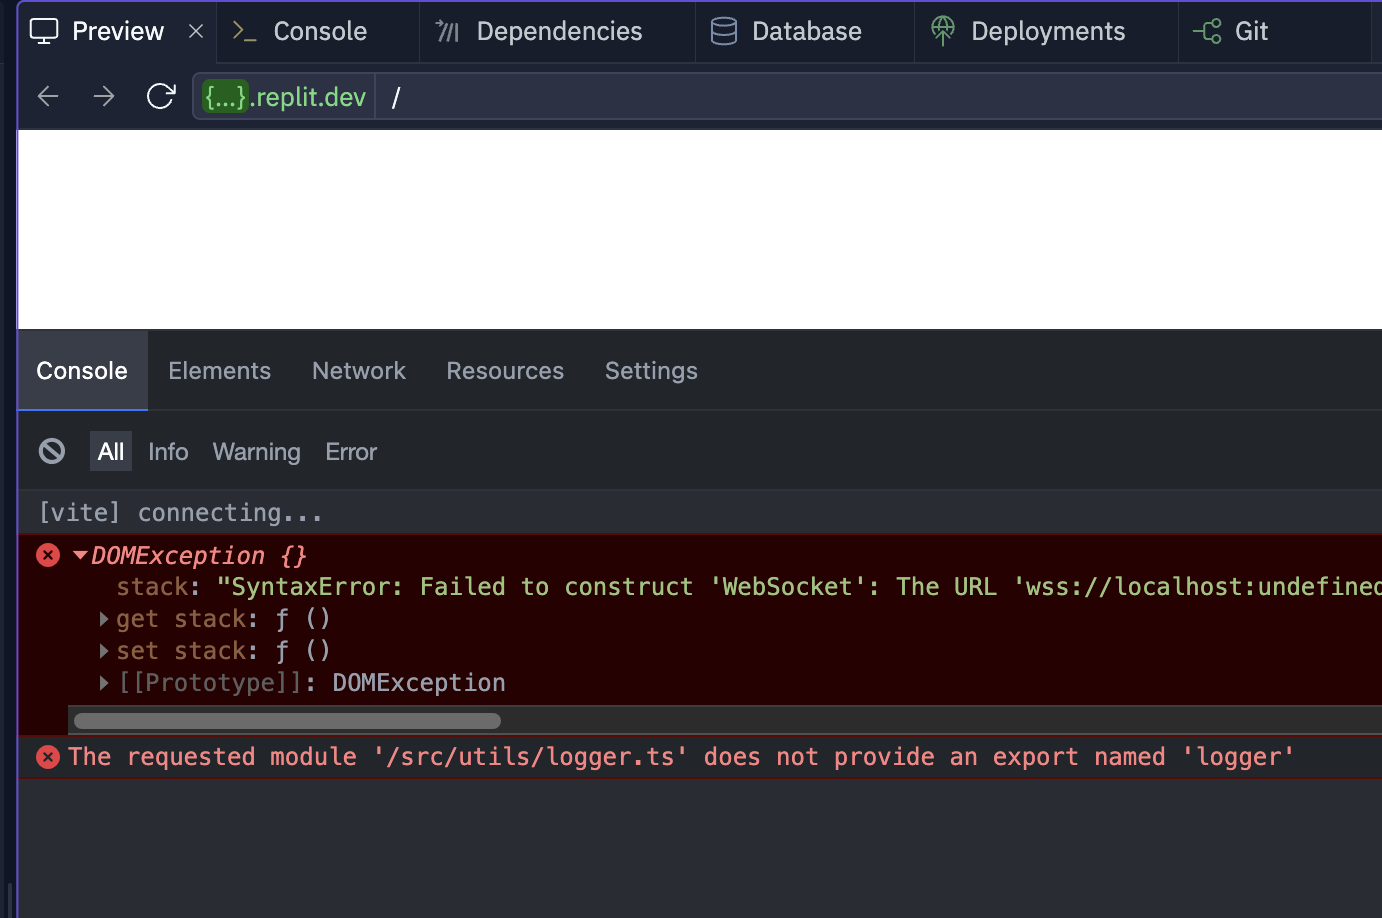 Preview Console Dependencies Database Deployments Git
{...}.replit.dev /
Console Elements Network Resources Settings
All Info Warning Error
[vite] connecting...
DOMException {}
stack: "SyntaxError: Failed to construct 'WebSocket': The URL 'wss://localhost:undefined
get stack: ƒ ()
set stack: ƒ ()
[[Prototype]]: DOMException
The requested module '/src/utils/logger.ts' does not provide an export named 'logger'